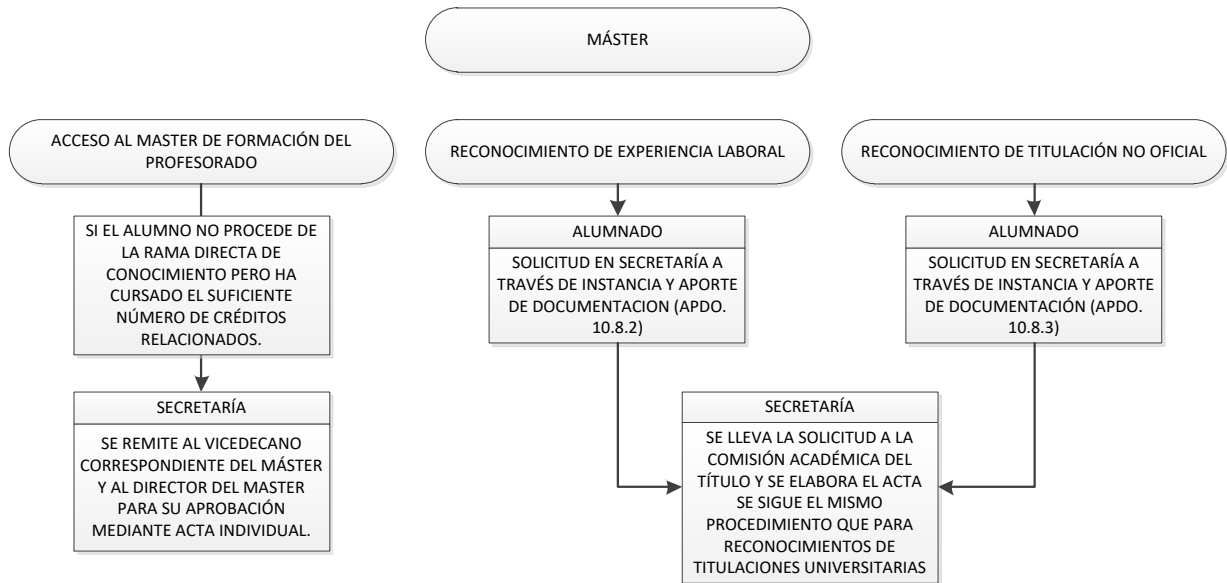 MÁSTER
ACCESO AL MASTER DE FORMACIÓN DEL
PROFESORADO
SI EL ALUMNO NO PROCEDE DE
LA RAMA DIRECTA DE
CONOCIMIENTO PERO HA
CURSADO EL SUFICIENTE
NÚMERO DE CRÉDITOS
RELACIONADOS.
SECRETARÍA
SE REMITE AL VICEDECANO
CORRESPONDIENTE DEL MÁSTER
Y AL DIRECTOR DEL MASTER
PARA SU APROBACIÓN
MEDIANTE ACTA INDIVIDUAL.
RECONOCIMIENTO DE EXPERIENCIA LABORAL
ALUMNADO
SOLICITUD EN SECRETARÍA A
TRAVÉS DE INSTANCIA Y APORTE
DE DOCUMENTACION (APDO.
10.8.2)
RECONOCIMIENTO DE TITULACIÓN NO OFICIAL
ALUMNADO
SOLICITUD EN SECRETARÍA A
TRAVÉS DE INSTANCIA Y APORTE
DE DOCUMENTACIÓN (APDO.
10.8.3)
SECRETARÍA
SE LLEVA LA SOLICITUD A LA
COMISIÓN ACADÉMICA DEL
TÍTULO Y SE ELABORA EL ACTA
SE SIGUE EL MISMO
PROCEDIMIENTO QUE PARA
RECONOCIMIENTOS DE
TITULACIONES UNIVERSITARIAS